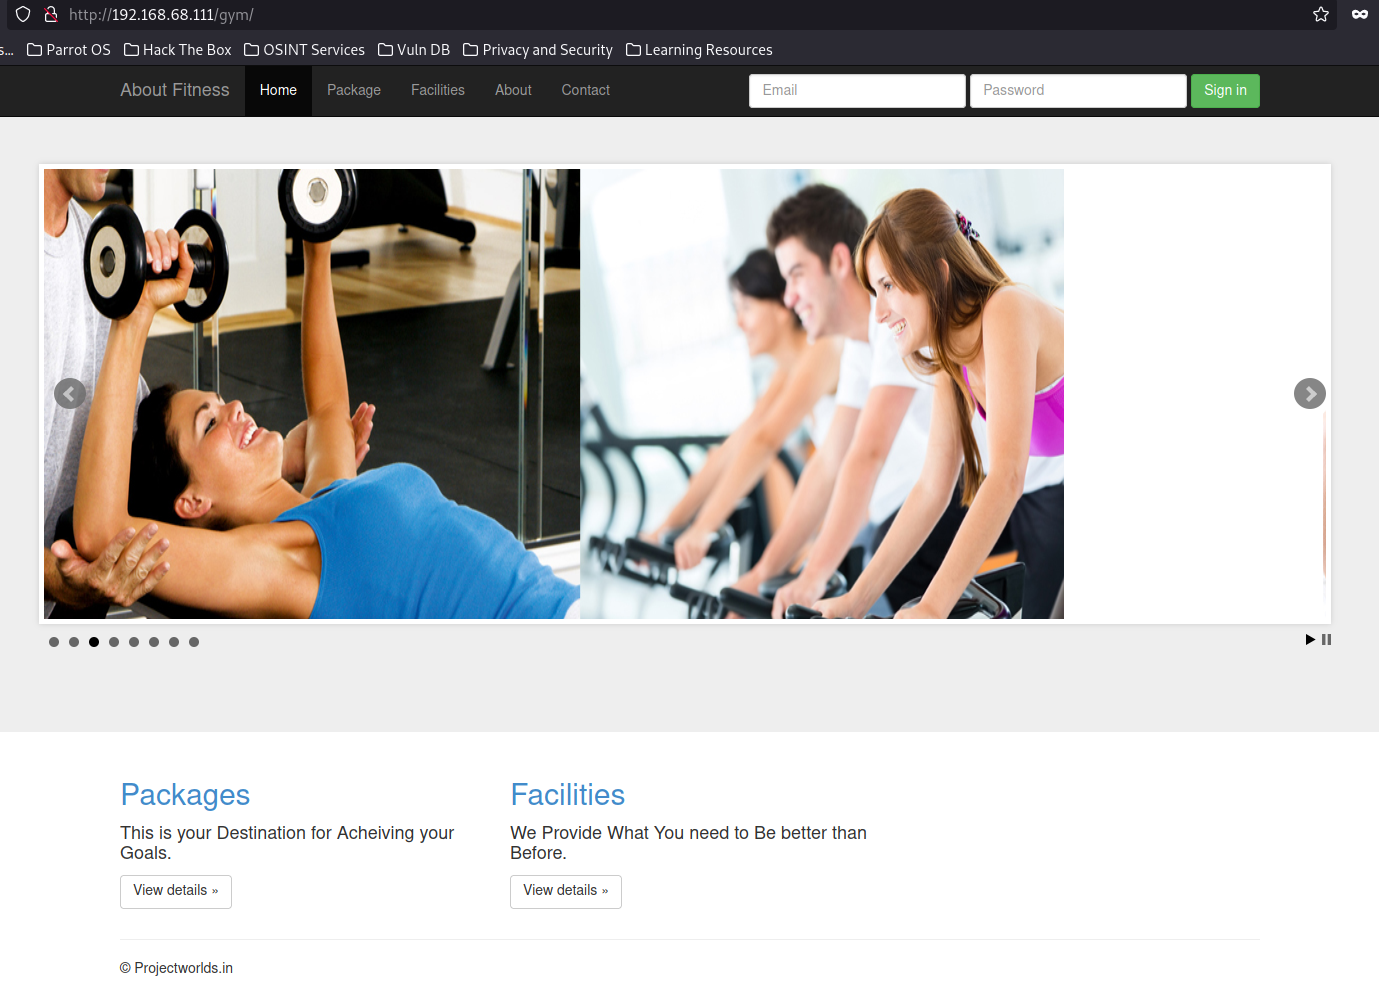 http://192.168.68.111/gym/
s... Parrot OS Hack The Box OSINT Services Vuln DB Privacy and Security Learning Resources
About Fitness Home Package Facilities About Contact Email Password Sign in
Packages Facilities
This is your Destination for Acheiving your
Goals.
We Provide What You need to Be better than
Before.
View details » View details »
© Projectworlds.in